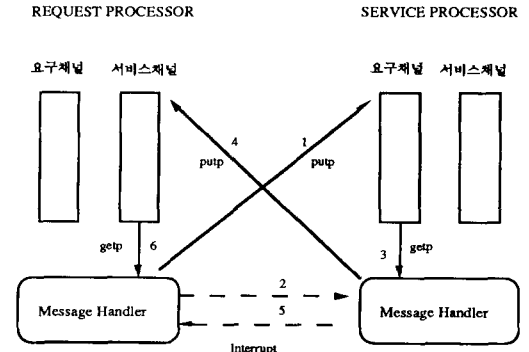 REQUEST PROCESSOR
SERVICE PROCESSOR
요구채널
서비스채널
요구채널
서비스채널
4
1
putp
putp
getp
6
3
getp
Message Handler
2
5
Message Handler
Interrupt